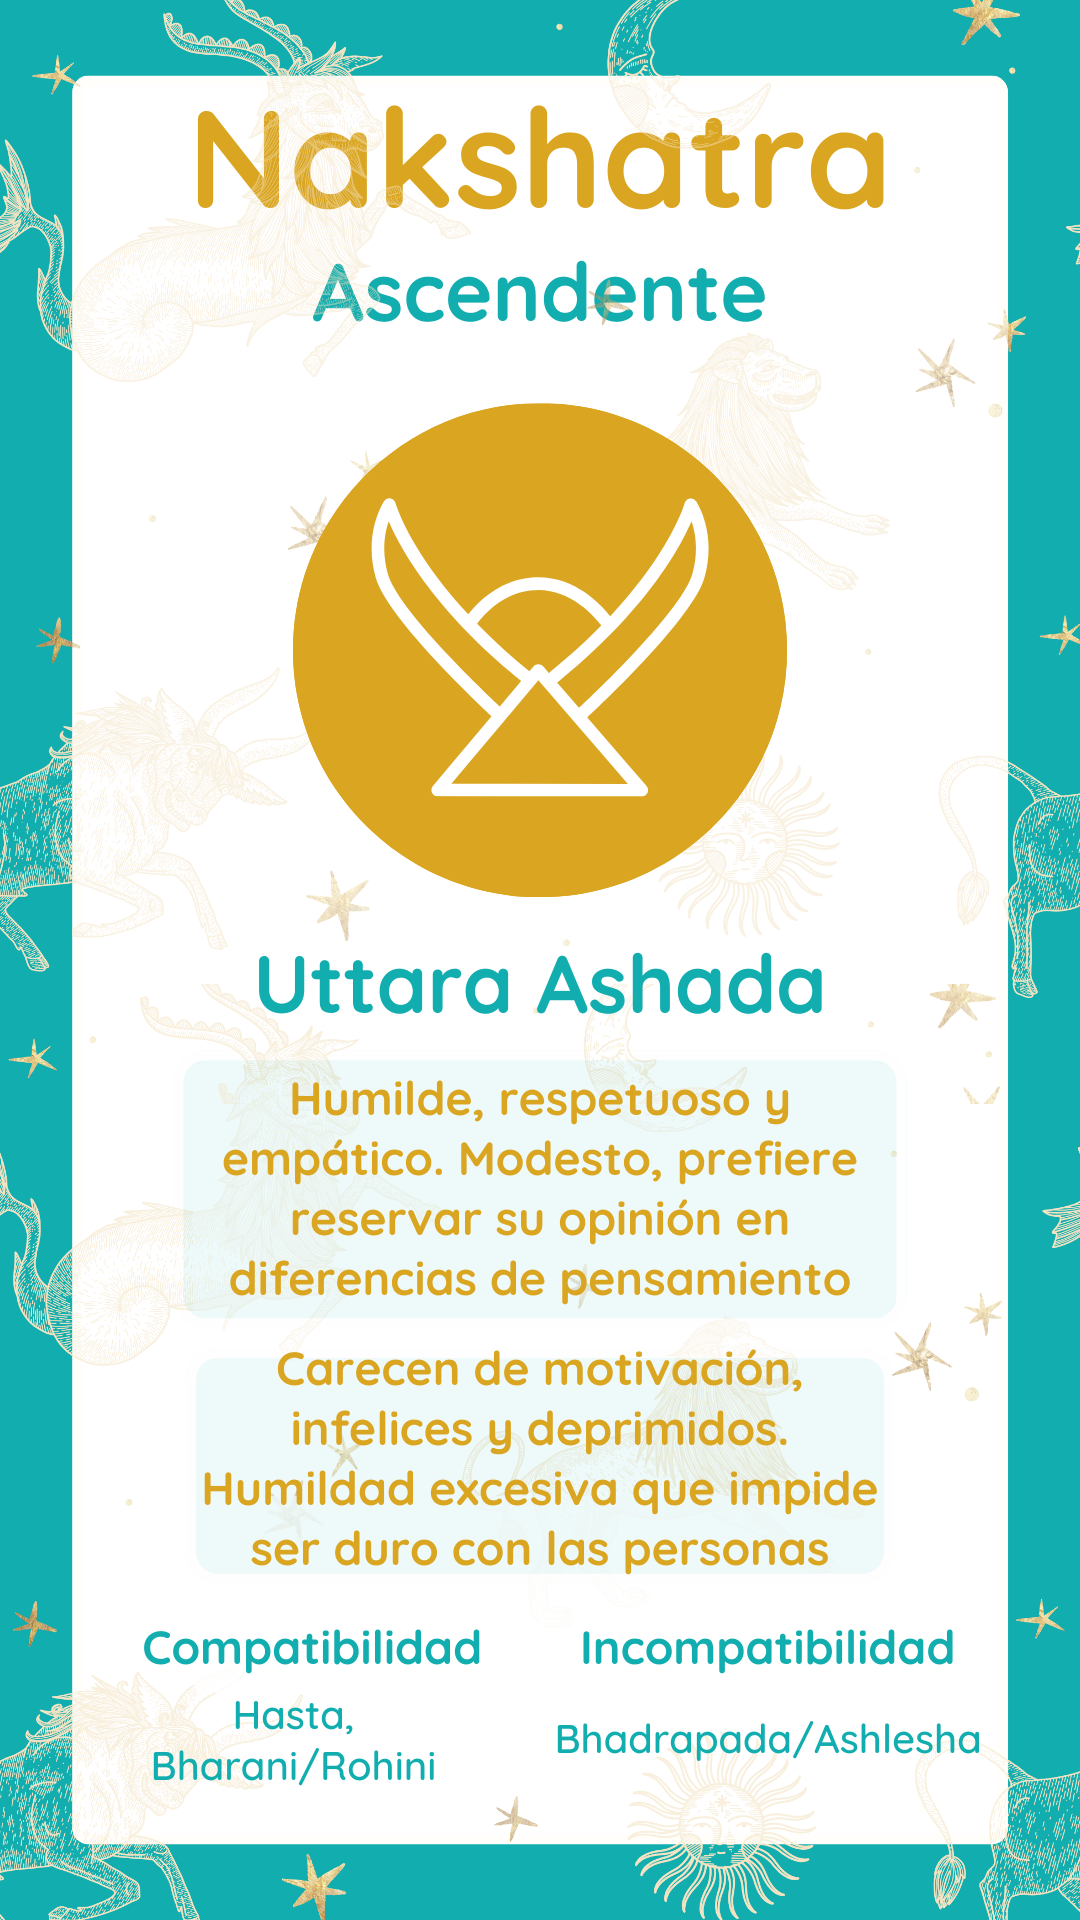 Nakshatra
Ascendente
Uttara Ashada
Humilde, respetuoso y
empático. Modesto, prefiere
reservar su opinión en
diferencias de pensamiento
Carecen de motivación,
infelices y deprimidos.
Humildad excesiva que impide
ser duro con las personas
Compatibilidad
Hasta,
Bharani/Rohini
Incompatibilidad
Bhadrapada/Ashlesha